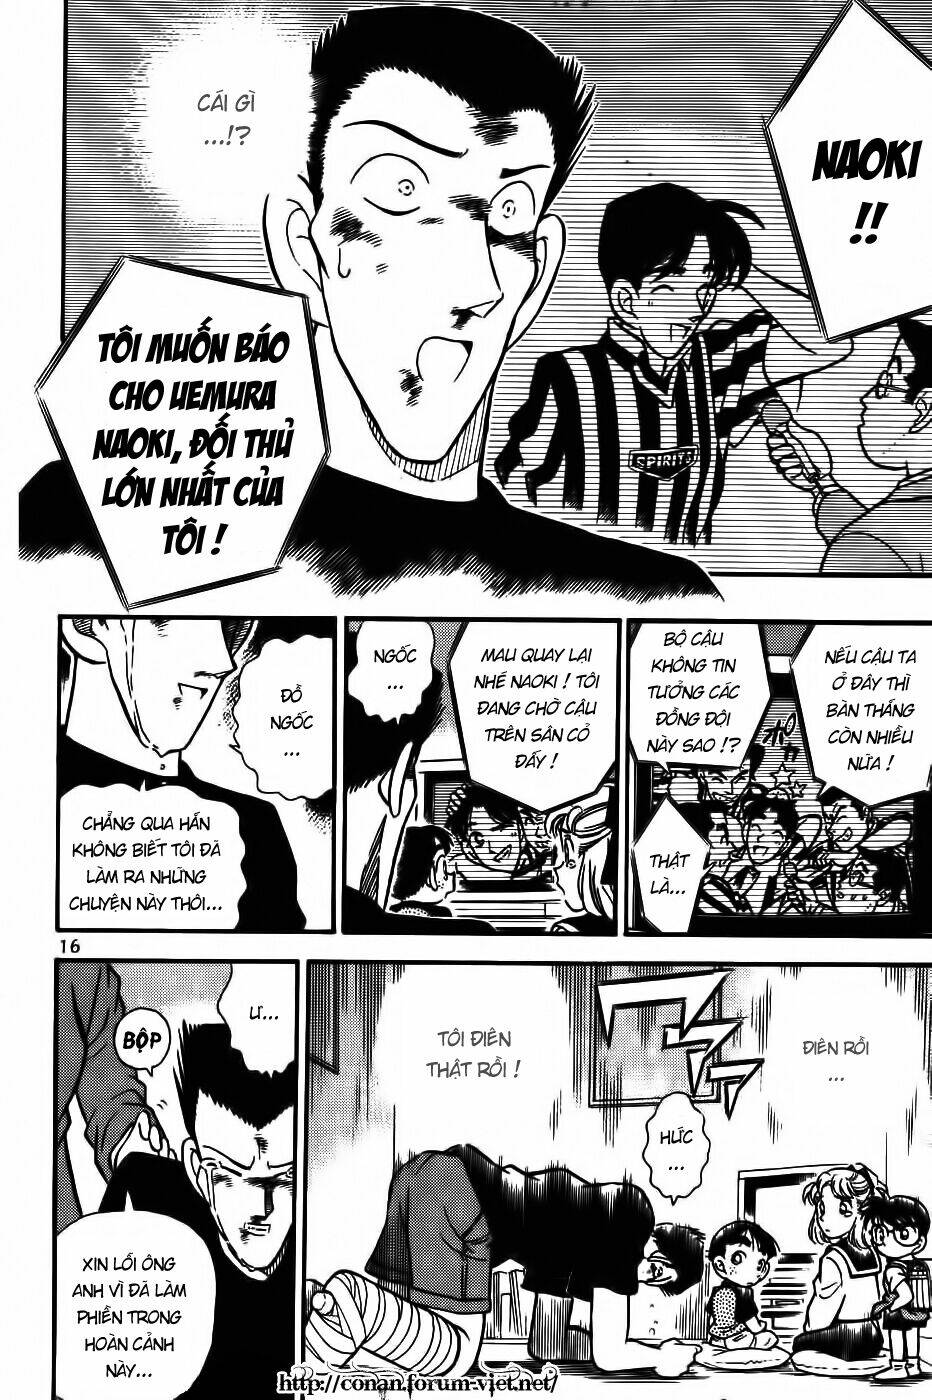 NAOKI
!!
CÁI GÌ
...!?
SPIRITS
TÔI MUỐN BÁO
CHO UEMURA
NAOKI, ĐỐI THỦ
LỚN NHẤT CỦA
TÔI !
NẾU CẬU TA
Ở ĐÂY THÌ
BÀN THẮNG
CÒN NHIỀU
NỮA!
BỘ CẬU
KHÔNG TIN
TƯỞNG CÁC
ĐỒNG ĐỘI
NÀY SAO !?
THẬT
LÀ...
MAU QUAY LẠI
NHÉ NAOKI ! TÔI
ĐANG CHỜ CẬU
TRÊN SÂN CỎ
ĐẤY !
NGỐC
...
ĐỒ
NGỐC
...
CHẲNG QUA HẮN
KHÔNG BIẾT TÔI ĐÃ
LÀM RA NHỮNG
CHUYỆN NÀY THÔI...
16
ĐIÊN RỒI
...
TÔI ĐIÊN
THẬT RỒI !
HỨC
...
Ư...
BỘP
XIN LỖI ÔNG
ANH VÌ ĐÃ LÀM
PHIỀN TRONG
HOÀN CẢNH
NÀY...
http://conan.forum-viet.net/